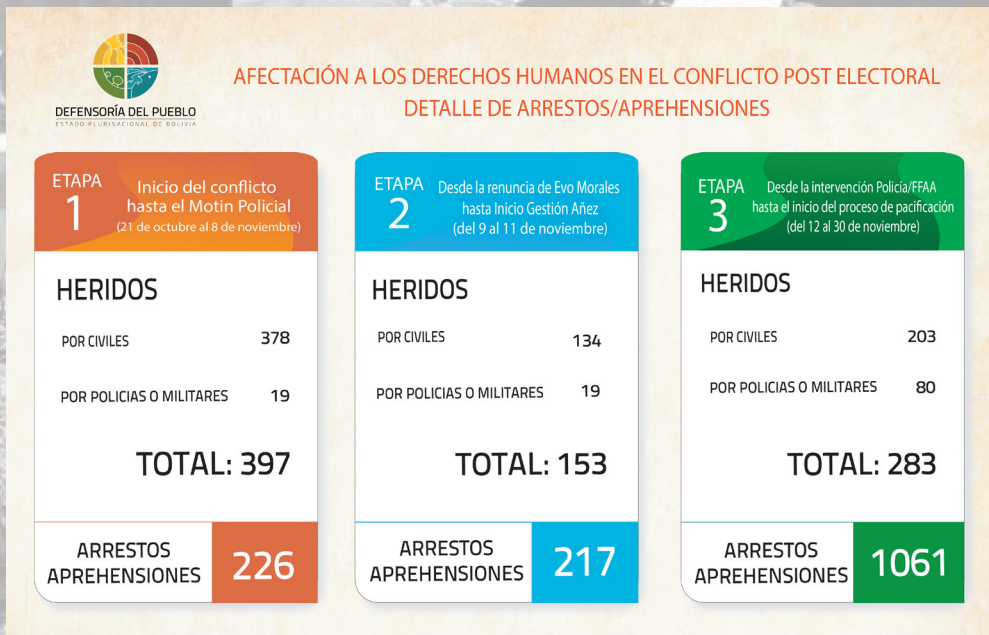 DEFENSORÍA DEL PUEBLO
ESTADO PLURINACIONAL DE BOLIVIA
AFECTACIÓN A LOS DERECHOS HUMANOS EN EL CONFLICTO POST ELECTORAL
DETALLE DE ARRESTOS/APREHENSIONES
ETAPA
1
Inicio del conflicto
hasta el Motin Policial
(21 de octubre al 8 de noviembre)
HERIDOS
POR CIVILES 378
POR POLICIAS O MILITARES 19
TOTAL: 397
ARRESTOS
APREHENSIONES
226
ETAPA
2
Desde la renuncia de Evo Morales
hasta Inicio Gestión Añez
(del 9 al 11 de noviembre)
HERIDOS
POR CIVILES 134
POR POLICIAS O MILITARES 19
TOTAL: 153
ARRESTOS
APREHENSIONES
217
ETAPA
3
Desde la intervención Policía/FFAA
hasta el inicio del proceso de pacificación
(del 12 al 30 de noviembre)
HERIDOS
POR CIVILES 203
POR POLICIAS O MILITARES 80
TOTAL: 283
ARRESTOS
APREHENSIONES
1061